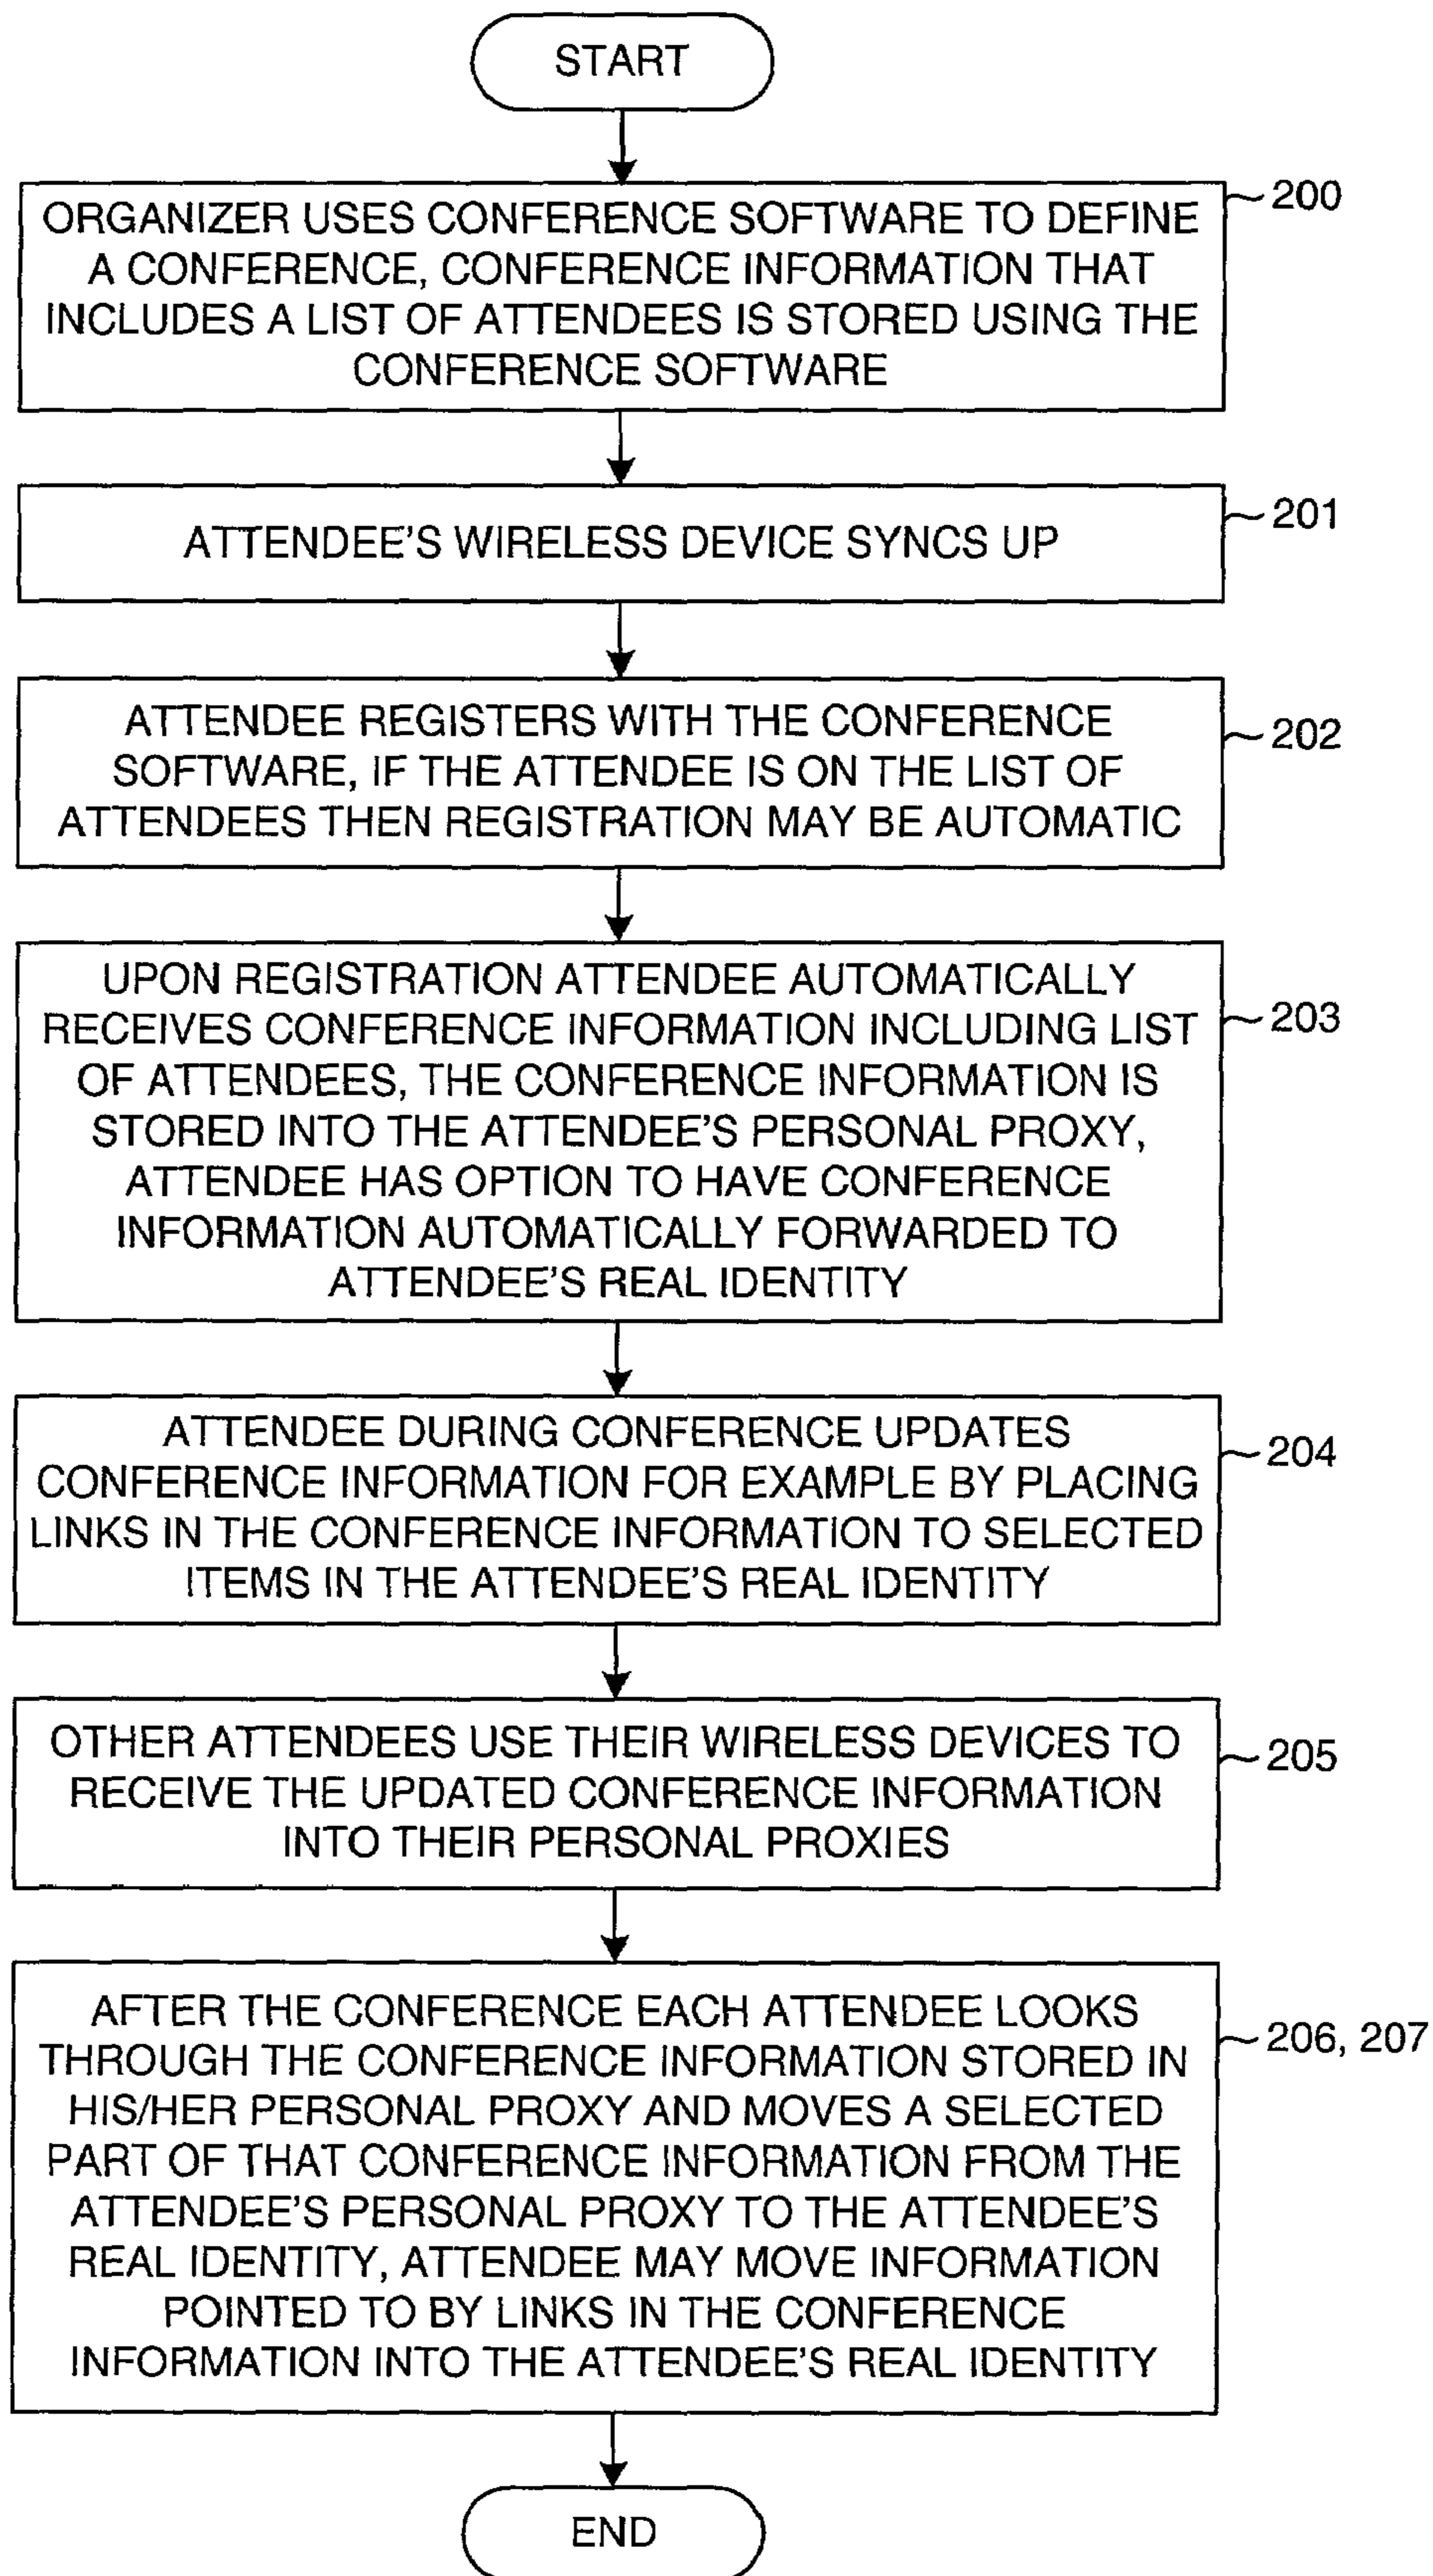 START
ORGANIZER USES CONFERENCE SOFTWARE TO DEFINE
A CONFERENCE, CONFERENCE INFORMATION THAT
INCLUDES A LIST OF ATTENDEES IS STORED USING THE
CONFERENCE SOFTWARE
200
ATTENDEE'S WIRELESS DEVICE SYNCS UP
201
ATTENDEE REGISTERS WITH THE CONFERENCE
SOFTWARE, IF THE ATTENDEE IS ON THE LIST OF
ATTENDEES THEN REGISTRATION MAY BE AUTOMATIC
202
UPON REGISTRATION ATTENDEE AUTOMATICALLY
RECEIVES CONFERENCE INFORMATION INCLUDING LIST
OF ATTENDEES, THE CONFERENCE INFORMATION IS
STORED INTO THE ATTENDEE'S PERSONAL PROXY,
ATTENDEE HAS OPTION TO HAVE CONFERENCE
INFORMATION AUTOMATICALLY FORWARDED TO
ATTENDEE'S REAL IDENTITY
203
ATTENDEE DURING CONFERENCE UPDATES
CONFERENCE INFORMATION FOR EXAMPLE BY PLACING
LINKS IN THE CONFERENCE INFORMATION TO SELECTED
ITEMS IN THE ATTENDEE'S REAL IDENTITY
204
OTHER ATTENDEES USE THEIR WIRELESS DEVICES TO
RECEIVE THE UPDATED CONFERENCE INFORMATION
INTO THEIR PERSONAL PROXIES
205
AFTER THE CONFERENCE EACH ATTENDEE LOOKS
THROUGH THE CONFERENCE INFORMATION STORED IN
HIS/HER PERSONAL PROXY AND MOVES A SELECTED
PART OF THAT CONFERENCE INFORMATION FROM THE
ATTENDEE'S PERSONAL PROXY TO THE ATTENDEE'S
REAL IDENTITY, ATTENDEE MAY MOVE INFORMATION
POINTED TO BY LINKS IN THE CONFERENCE
INFORMATION INTO THE ATTENDEE'S REAL IDENTITY
206, 207
END